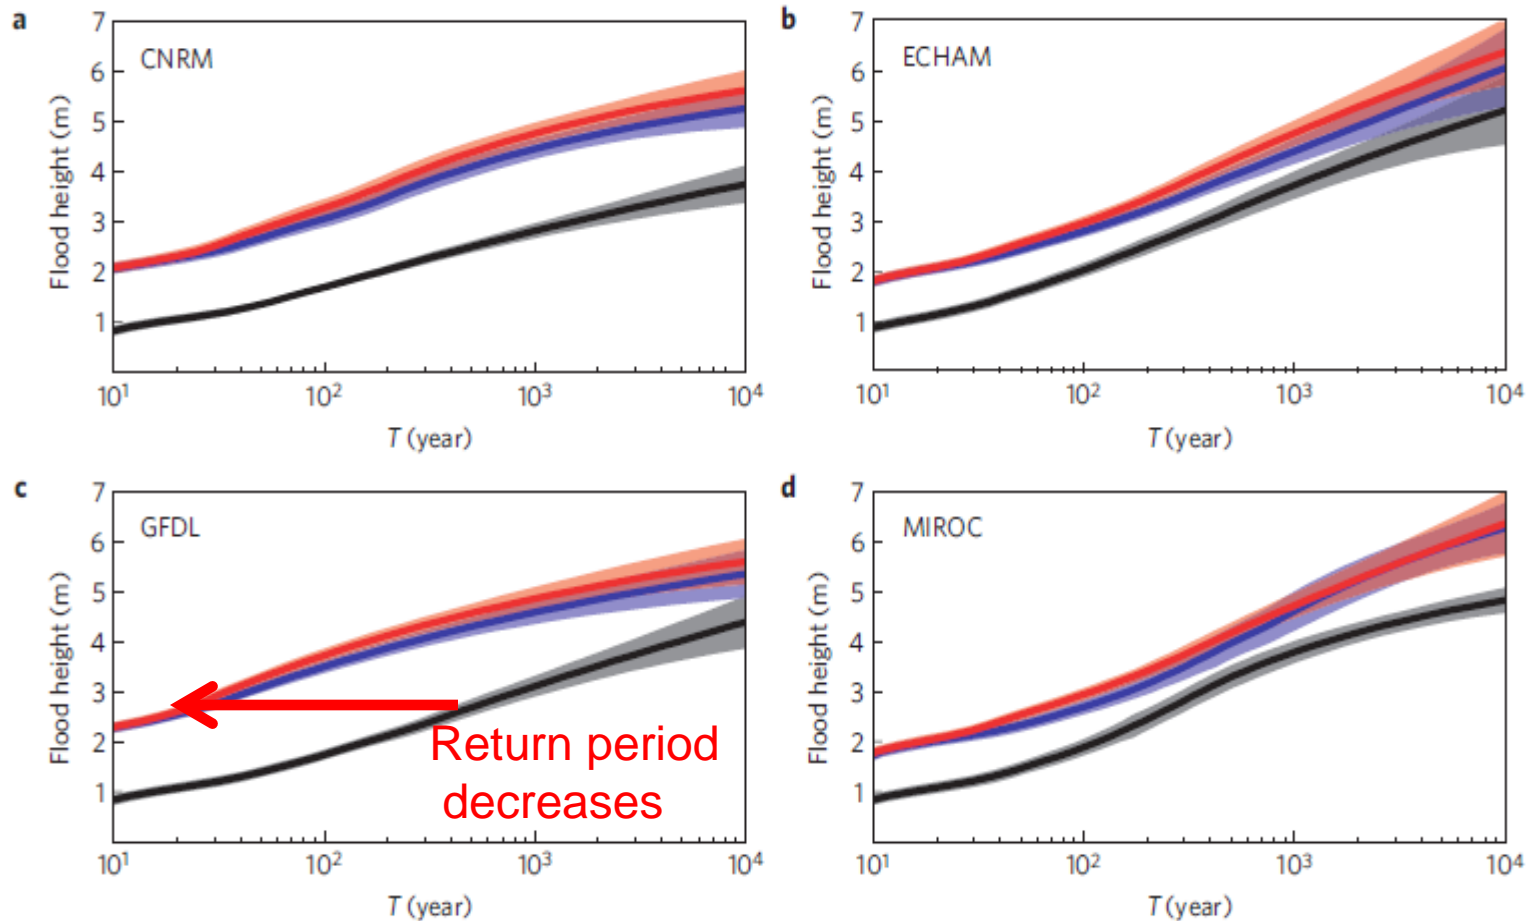 a
7
6
5
4
3
2
1
Flood height (m)
CNRM
10¹
10²
10³
10⁴
T (year)
b
7
6
5
4
3
2
1
Flood height (m)
ECHAM
10¹
10²
10³
10⁴
T (year)
c
7
6
5
4
3
2
1
Flood height (m)
GFDL
Return period
decreases
10¹
10²
10³
10⁴
T (year)
d
7
6
5
4
3
2
1
Flood height (m)
MIROC
10¹
10²
10³
10⁴
T (year)